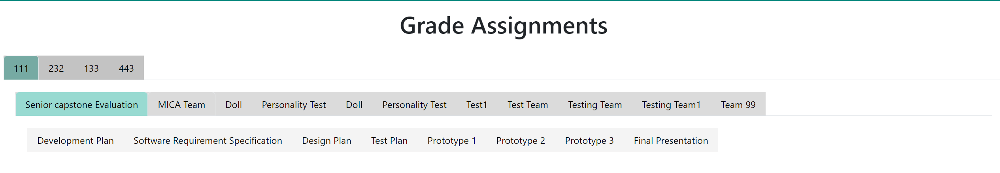 Grade Assignments
111 232 133 443
Senior capstone Evaluation MICA Team Doll Personality Test Doll Personality Test Test1 Test Team Testing Team Testing Team1 Team 99
Development Plan Software Requirement Specification Design Plan Test Plan Prototype 1 Prototype 2 Prototype 3 Final Presentation